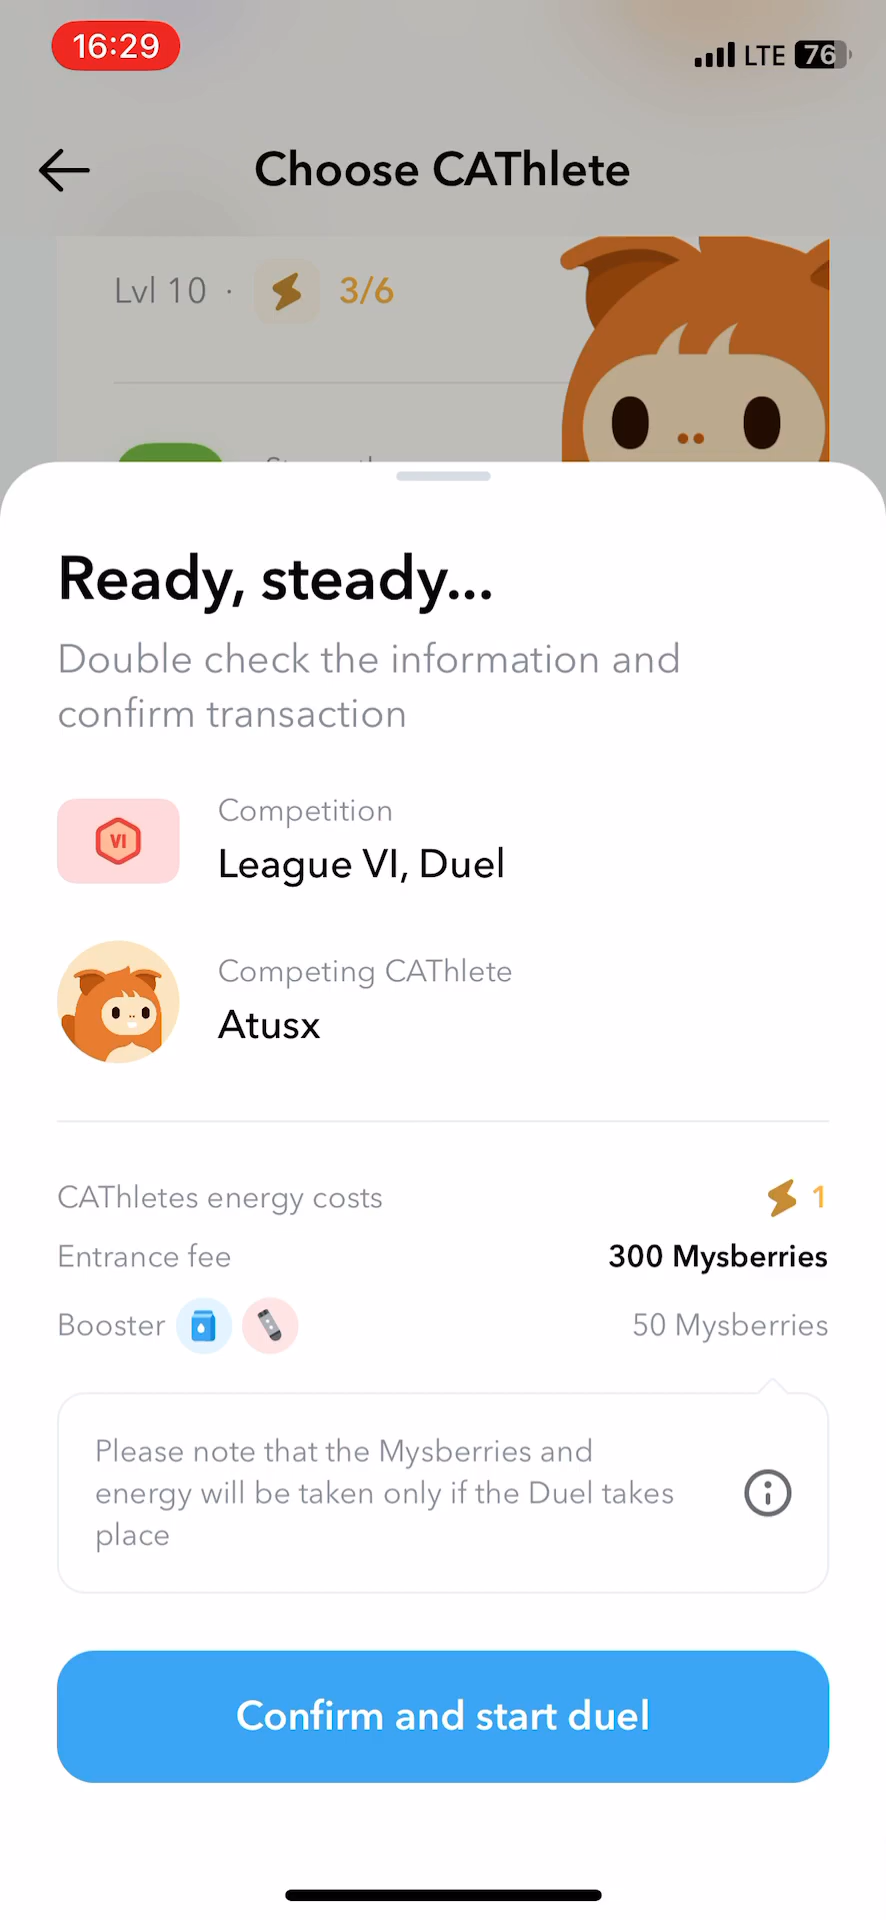 16:29
LTE 76
Choose CAThlete
Lvl 10 · 3/6
Ready, steady...
Double check the information and
confirm transaction
VI
Competition
League VI, Duel
Competing CAThlete
Atusx
CAThletes energy costs 1
Entrance fee 300 Mysberries
Booster 50 Mysberries
Please note that the Mysberries and
energy will be taken only if the Duel takes
place
Confirm and start duel